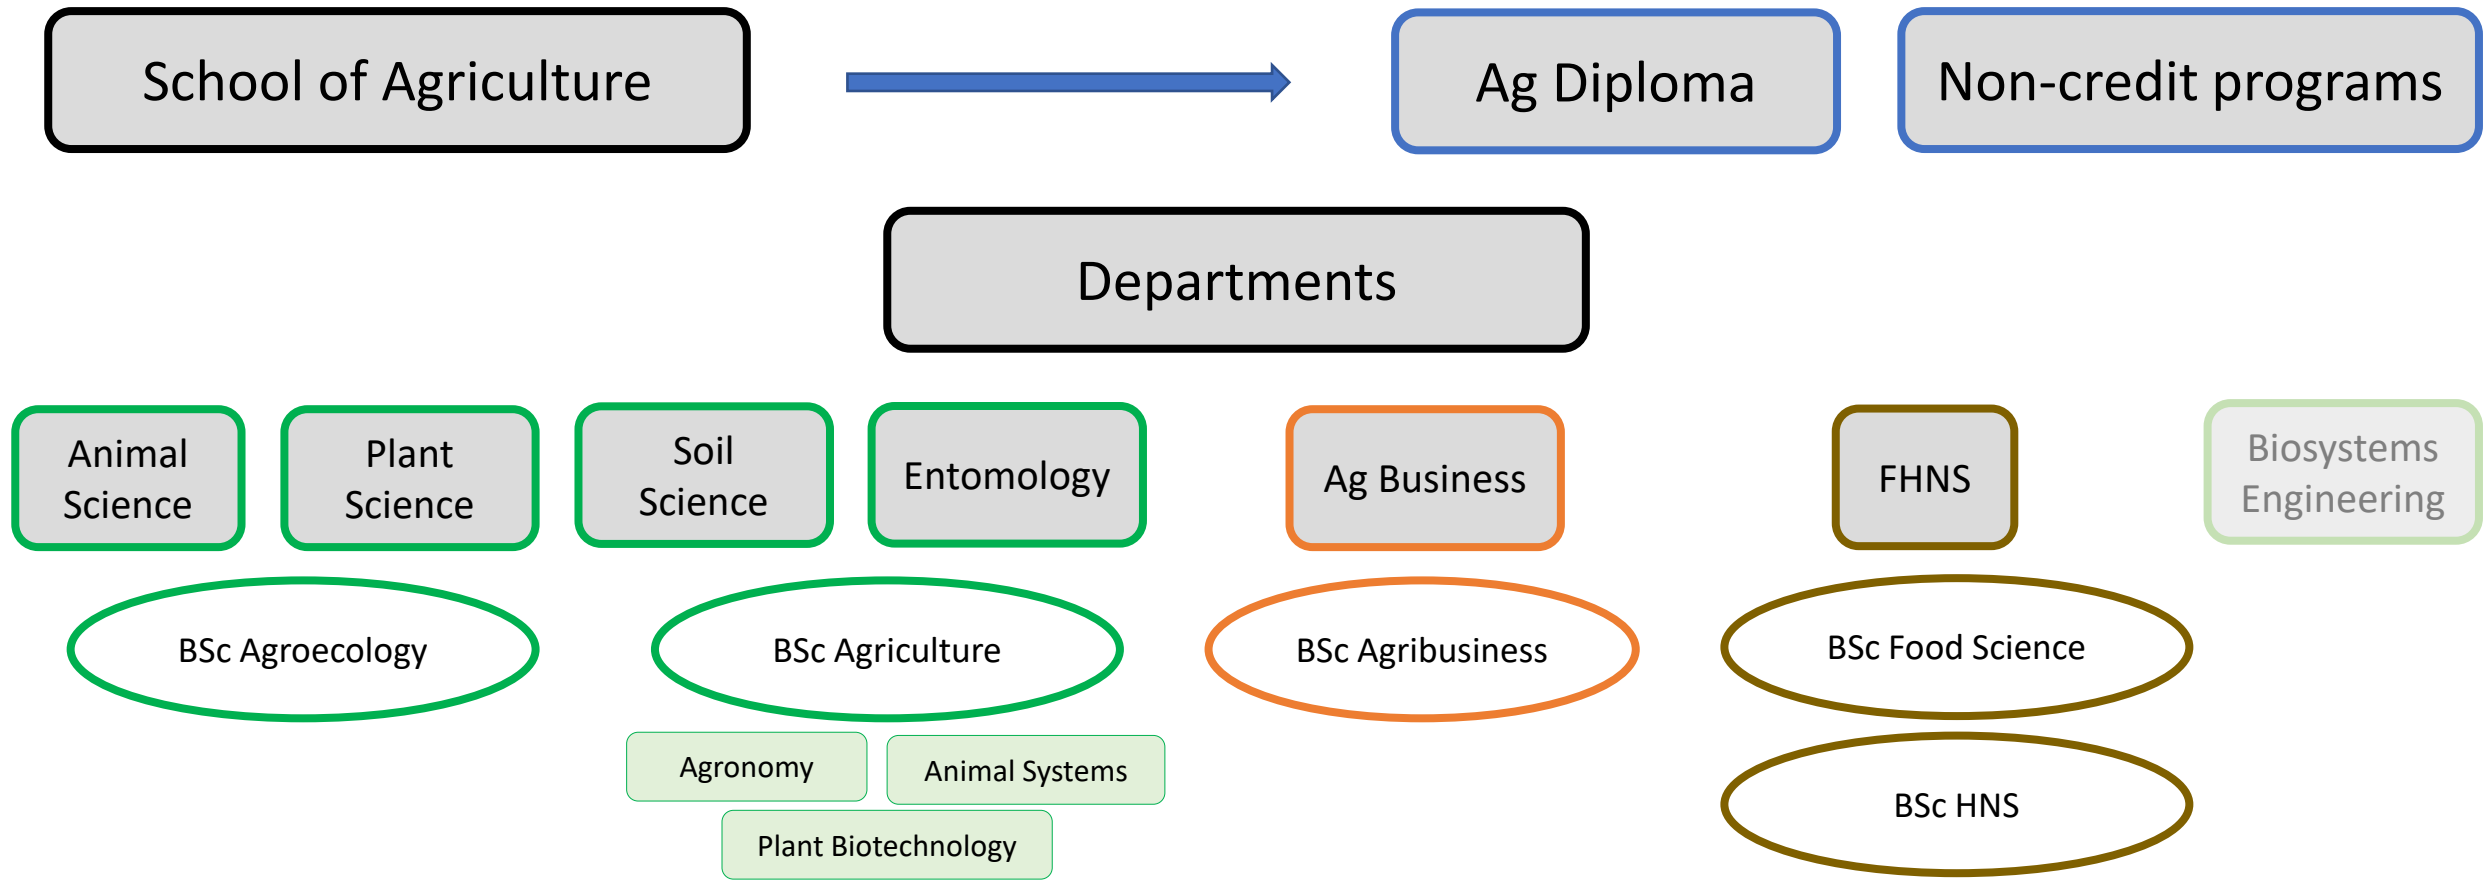 School of Agriculture
Ag Diploma
Non-credit programs
Departments
Animal
Science
Plant
Science
Soil
Science
Entomology
Ag Business
FHNS
Biosystems
Engineering
BSc Agroecology
BSc Agriculture
BSc Agribusiness
BSc Food Science
Agronomy
Animal Systems
Plant Biotechnology
BSc HNS